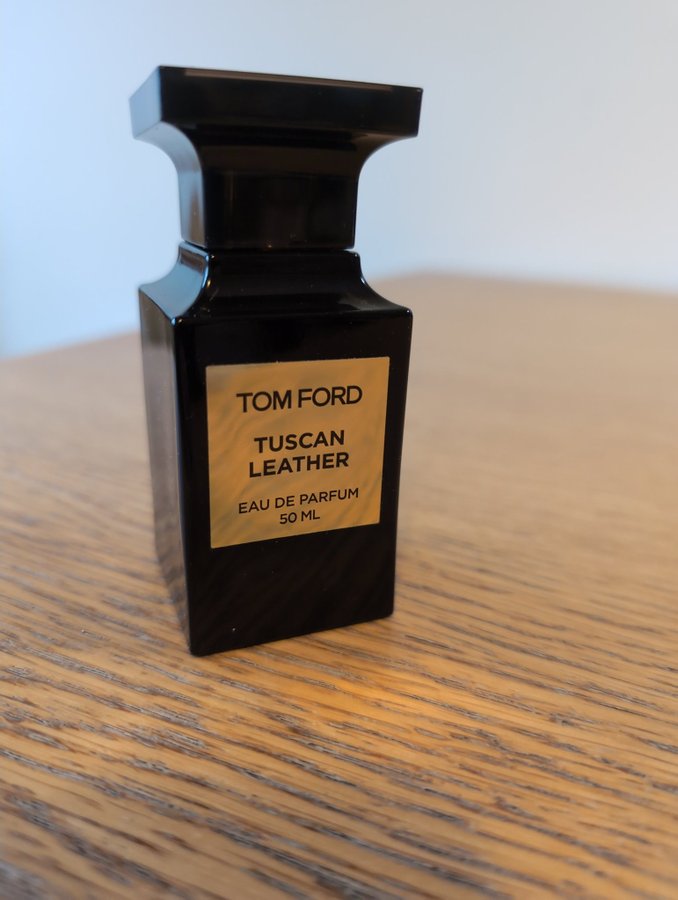 TOM FORD
TUSCAN
LEATHER
EAU DE PARFUM
50 ML